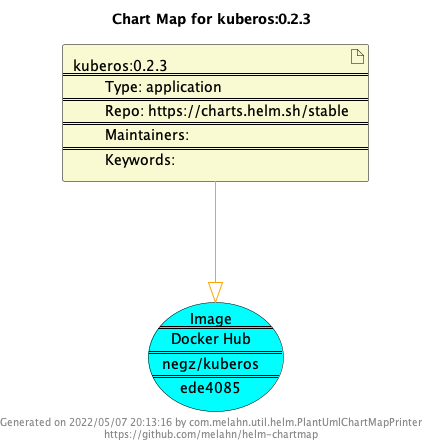 Chart Map for kuberos:0.2.3
kuberos:0.2.3
Type: application
Repo: https://charts.helm.sh/stable
Maintainers:
Keywords:
Image
Docker Hub
negz/kuberos
ede4085
Generated on 2022/05/07 20:13:16 by com.melahn.util.helm.PlantUmlChartMapPrinter
https://github.com/melahn/helm-chartmap